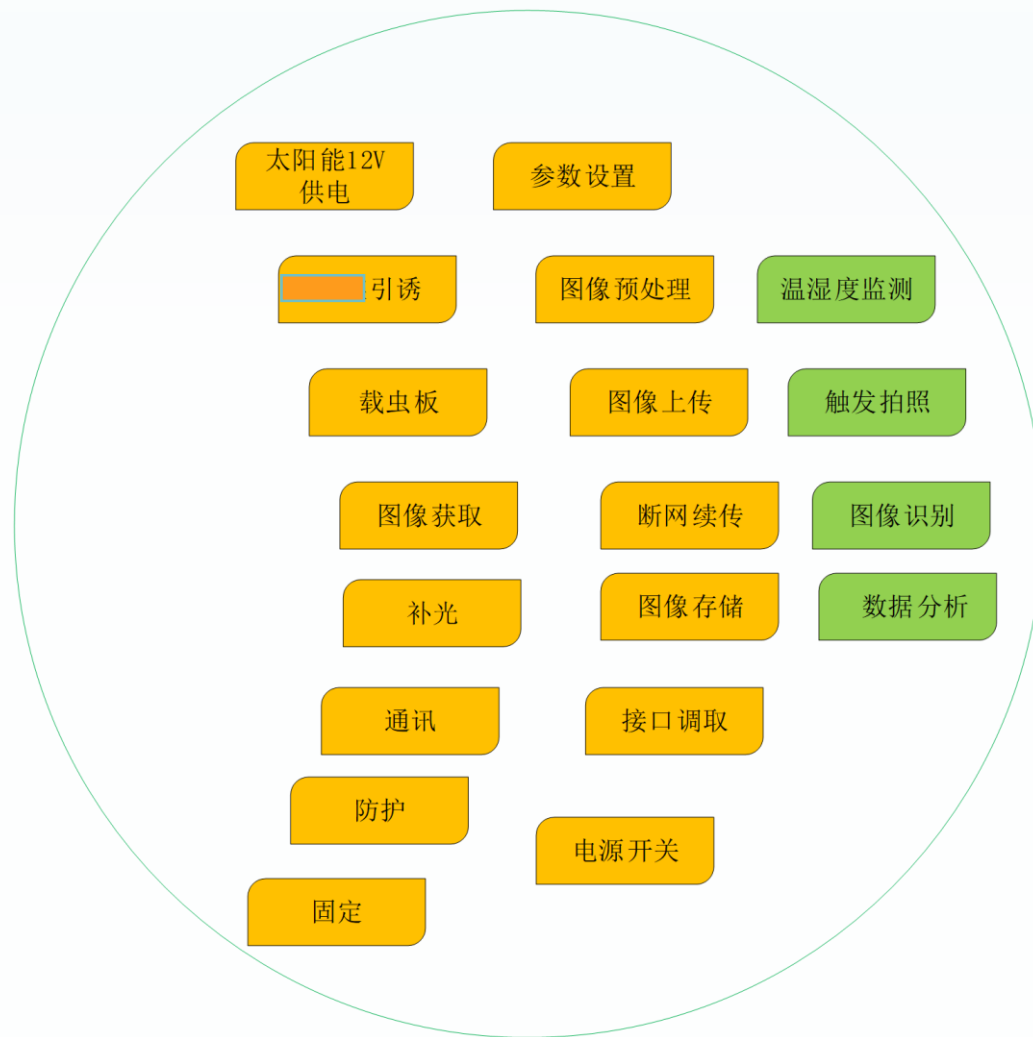 太阳能12V
供电
参数设置
引诱
图像预处理
温湿度监测
载虫板
图像上传
触发拍照
图像获取
断网续传
图像识别
补光
图像存储
数据分析
通讯
接口调取
防护
电源开关
固定